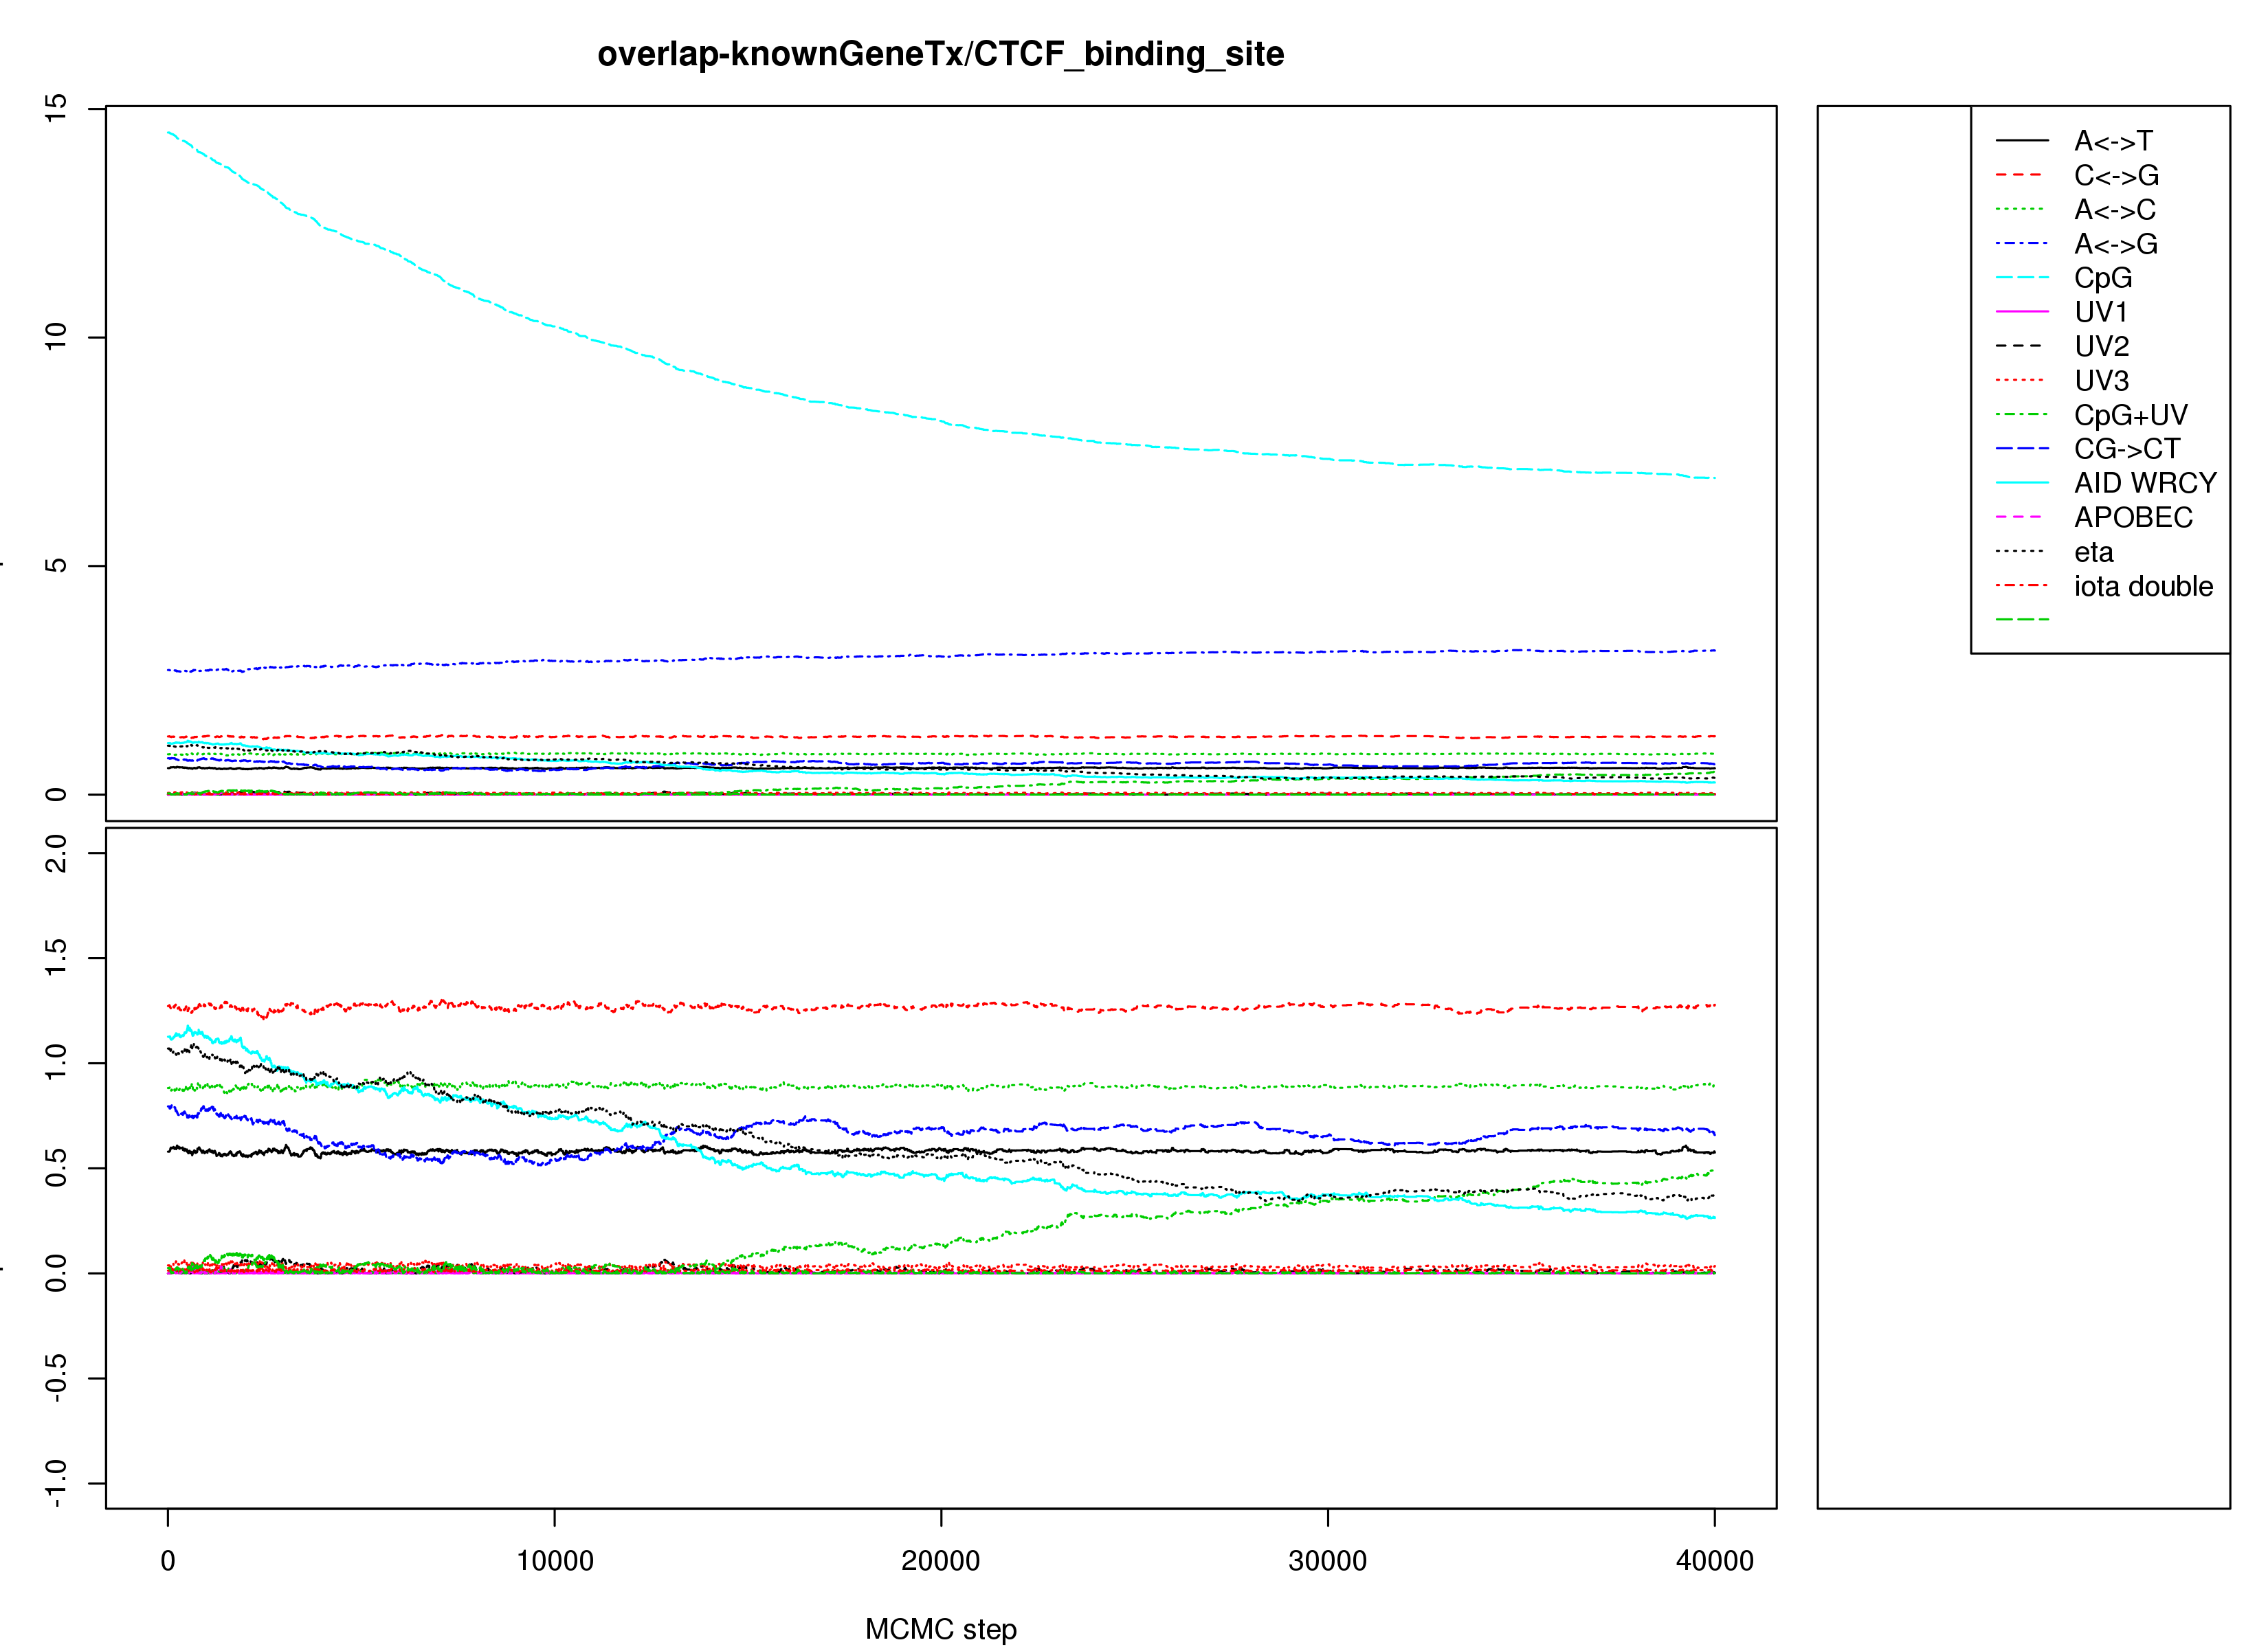 overlap-knownGeneTx/CTCF_binding_site
15
10
5
0
2.0
1.5
1.0
0.5
0.0
-0.5
-1.0
0
10000
20000
30000
40000
MCMC step
A<->T
C<->G
A<->C
A<->G
CpG
UV1
UV2
UV3
CpG+UV
CG->CT
AID WRCY
APOBEC
eta
iota double